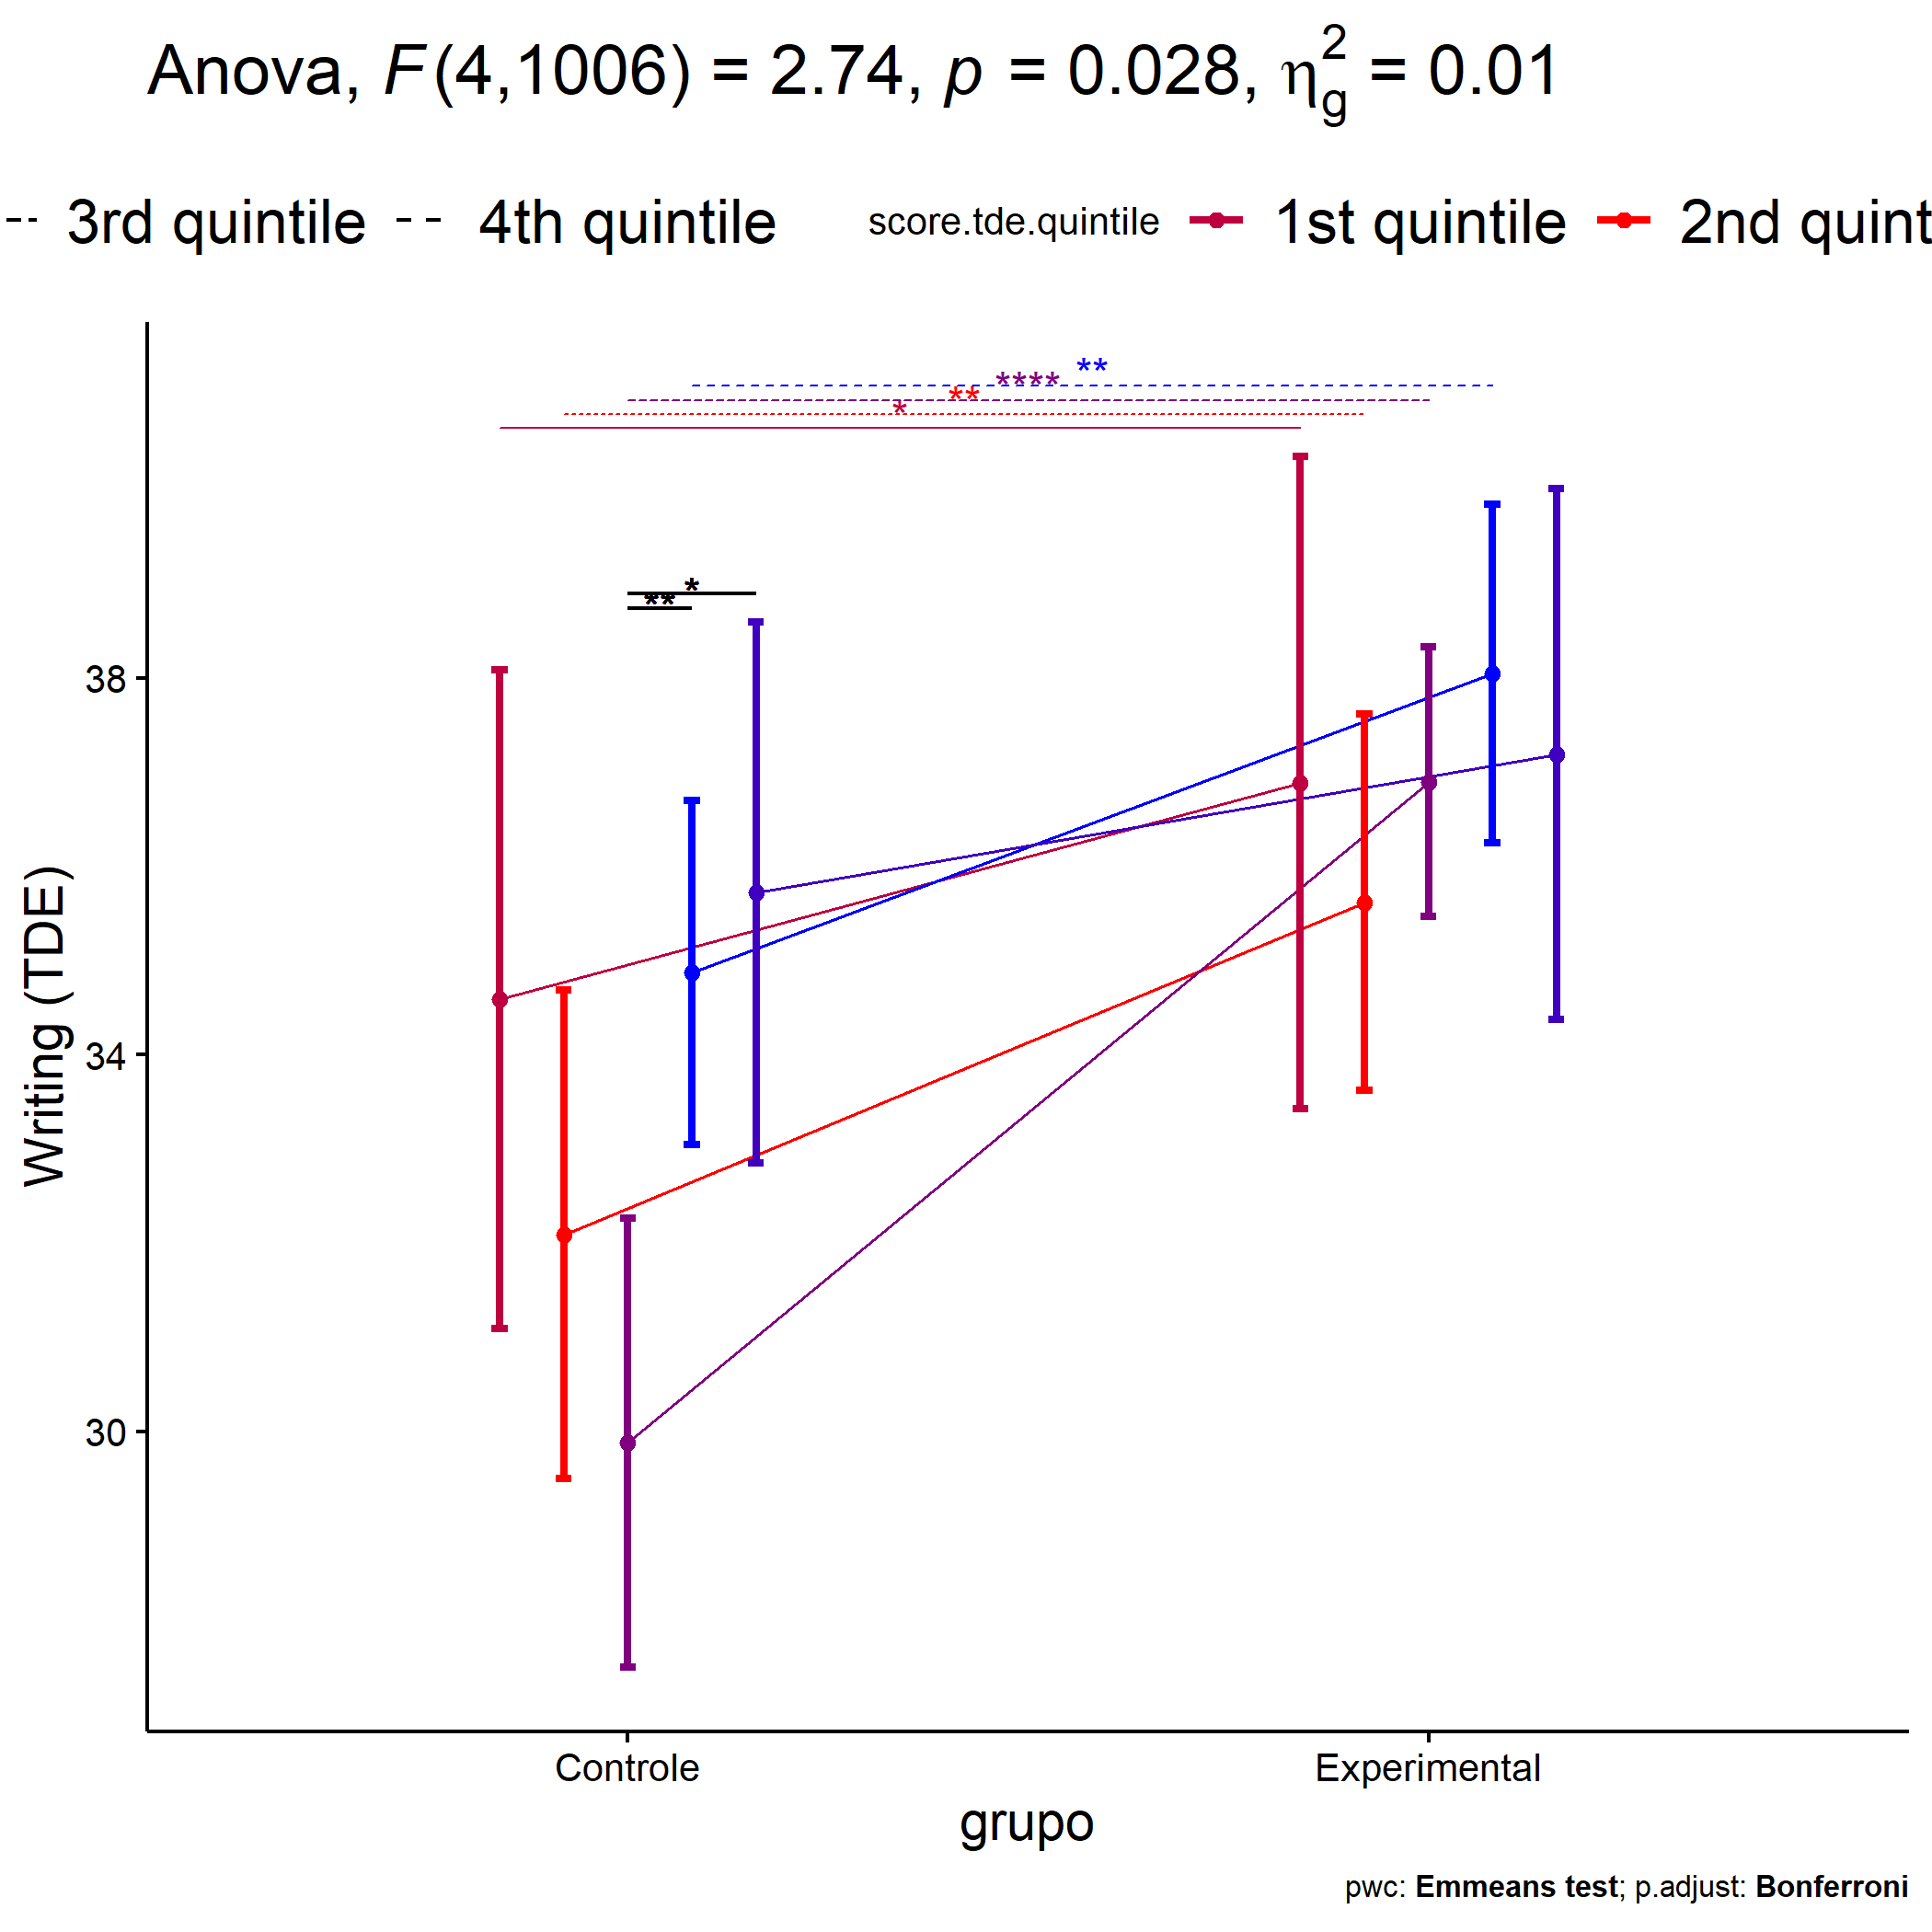 Anova, F(4,1006) = 2.74, p = 0.028, η²g = 0.01
3rd quintile 4th quintile score.tde.quintile 1st quintile 2nd quint
**
****
**
*
*
**
38
34
30
Writing (TDE)
Controle Experimental
grupo
pwc: Emmeans test; p.adjust: Bonferroni